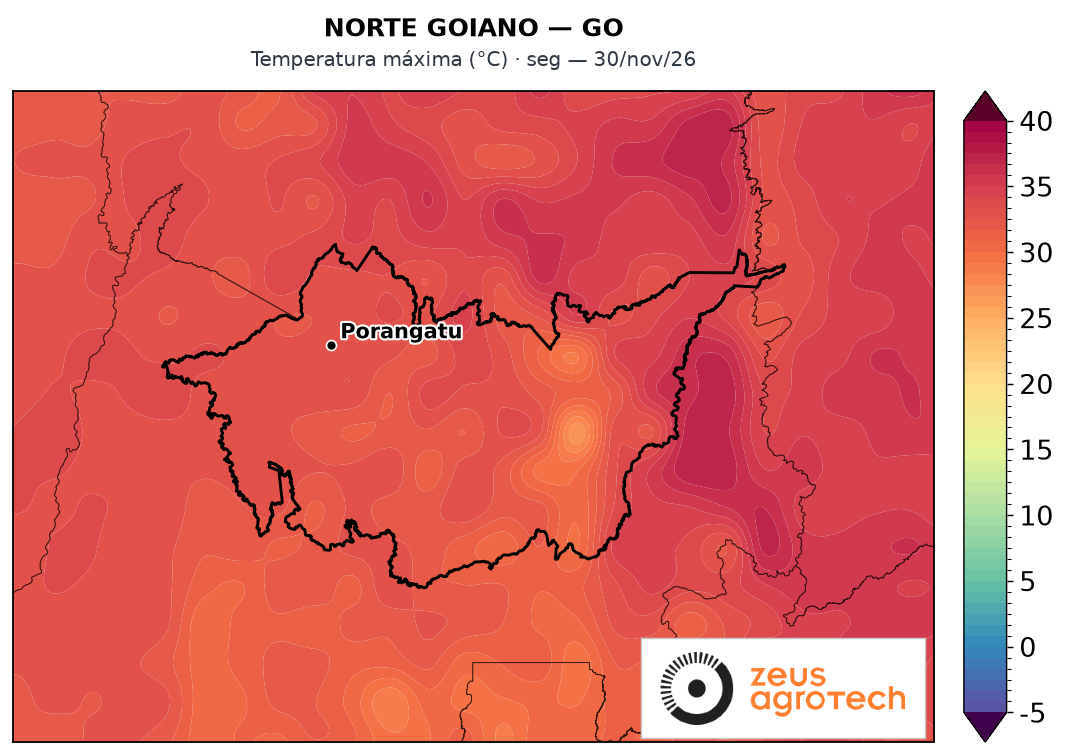 NORTE GOIANO — GO
Temperatura máxima (°C) · seg — 30/nov/26
Porangatu
40
35
30
25
20
15
10
5
0
-5
zeus
agrotech